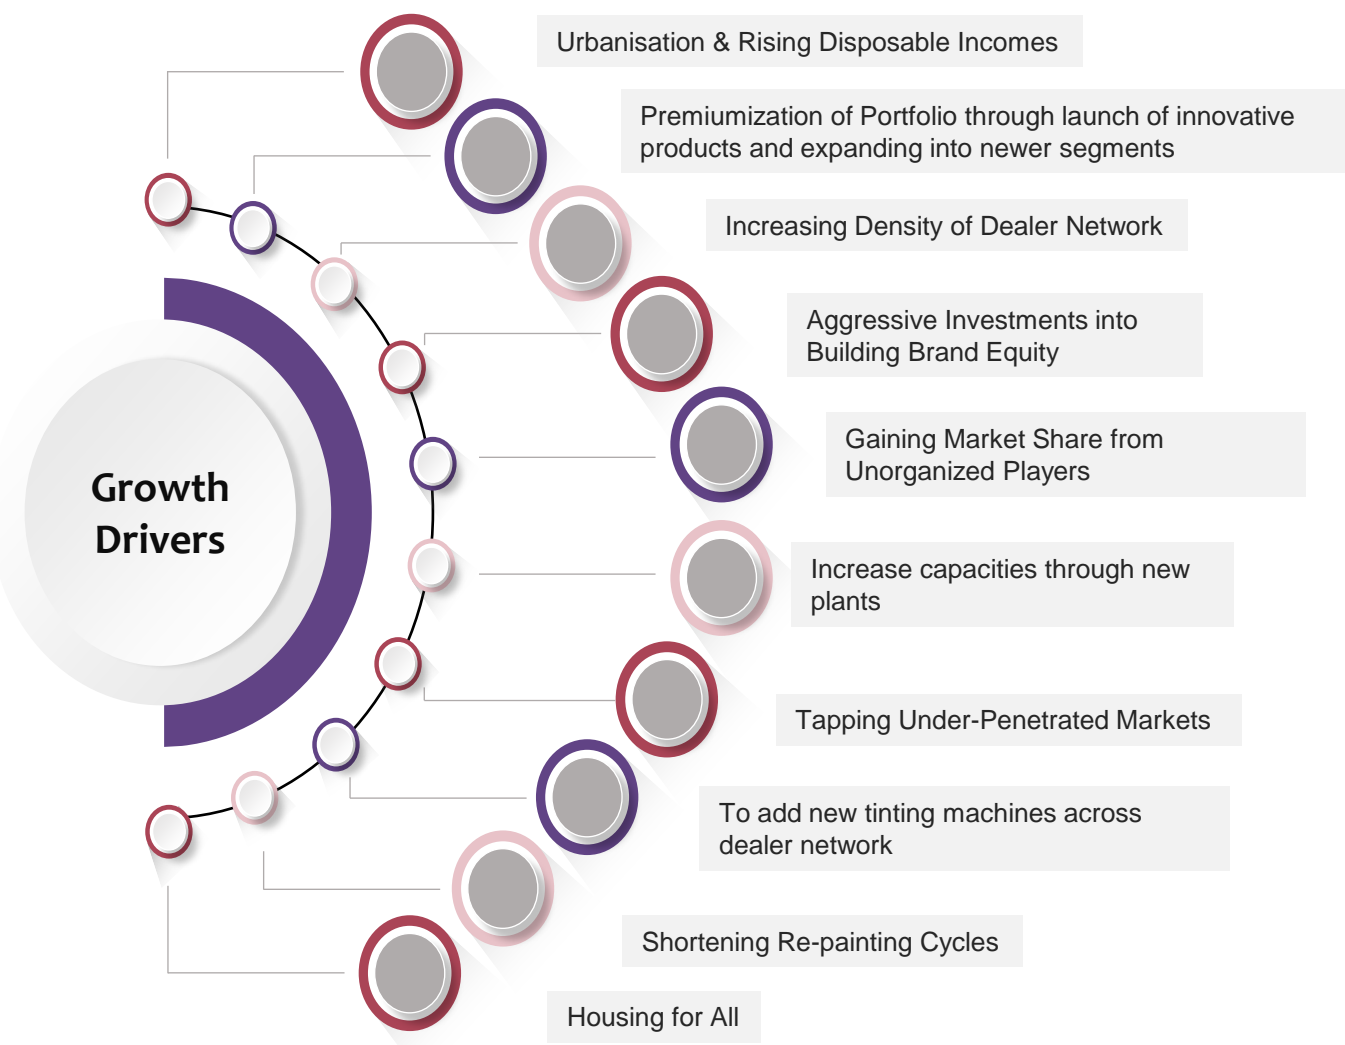 Urbanisation & Rising Disposable Incomes
Premiumization of Portfolio through launch of innovative
products and expanding into newer segments
Increasing Density of Dealer Network
Aggressive Investments into
Building Brand Equity
Gaining Market Share from
Unorganized Players
Growth
Drivers
Increase capacities through new
plants
Tapping Under-Penetrated Markets
To add new tinting machines across
dealer network
Shortening Re-painting Cycles
Housing for All